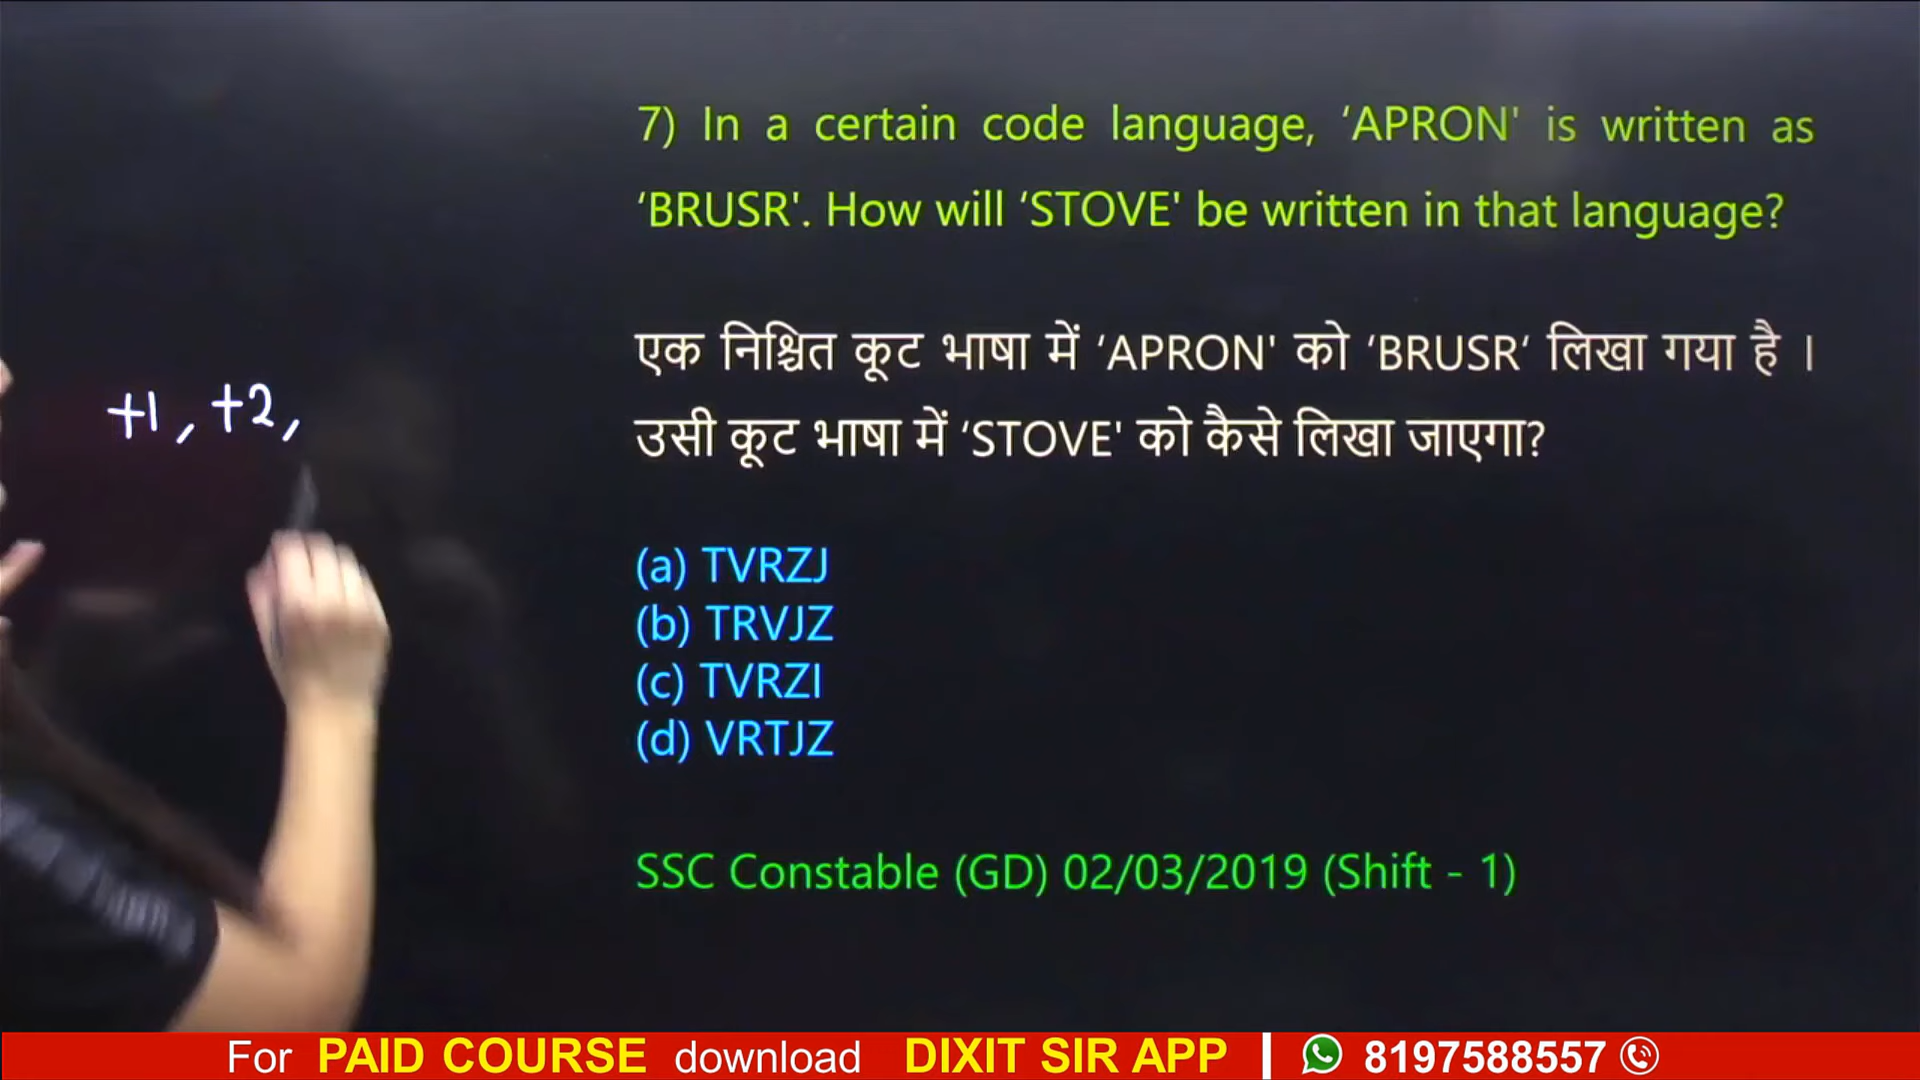 7) In a certain code language, ‘APRON' is written as
‘BRUSR'. How will ‘STOVE' be written in that language?
एक निश्चित कूट भाषा में ‘APRON' को ‘BRUSR‘ लिखा गया है ।
उसी कूट भाषा में ‘STOVE' को कैसे लिखा जाएगा?
+1, +2,
(a) TVRZJ
(b) TRVJZ
(c) TVRZI
(d) VRTJZ
SSC Constable (GD) 02/03/2019 (Shift - 1)
For PAID COURSE download DIXIT SIR APP | 8197588557